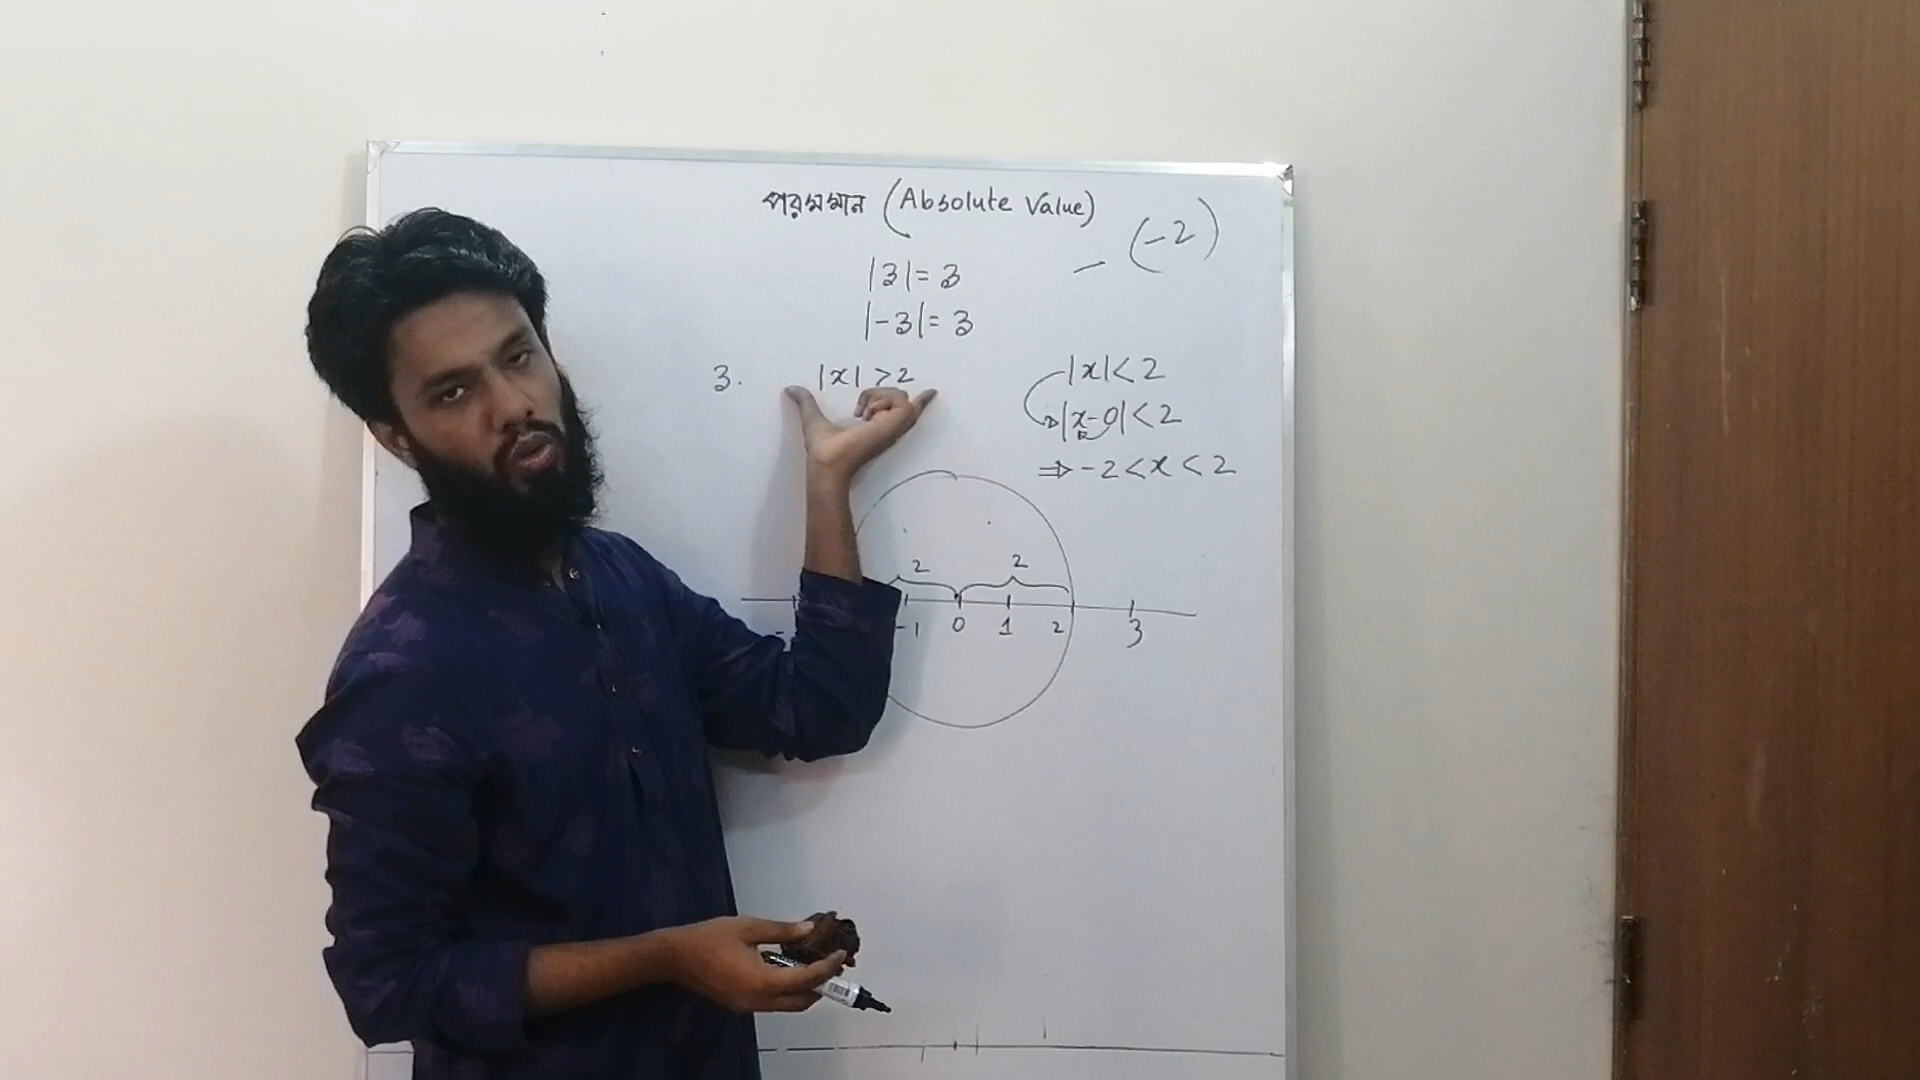 পরমমান (Absolute Value)
- (-2)
|3| = 3
|-3| = 3
3. |x| > 2
|x| < 2
|x-0| < 2
⇒ -2 < x < 2
2 2
-1 0 1 2 3